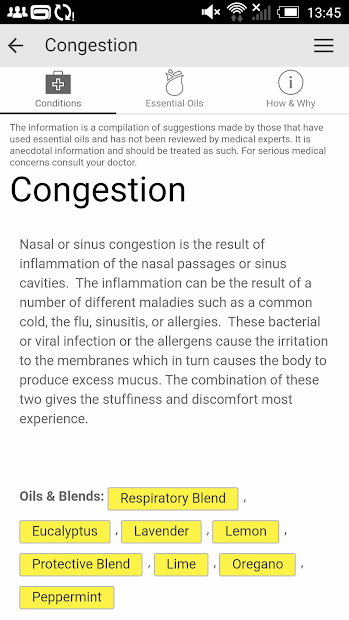 13:45
Congestion
Conditions
Essential Oils
How & Why
The information is a compilation of suggestions made by those that have
used essential oils and has not been reviewed by medical experts. It is
anecdotal information and should be treated as such. For serious medical
concerns consult your doctor.
Congestion
Nasal or sinus congestion is the result of
inflammation of the nasal passages or sinus
cavities.  The inflammation can be the result of a
number of different maladies such as a common
cold, the flu, sinusitis, or allergies.  These bacterial
or viral infection or the allergens cause the irritation
to the membranes which in turn causes the body to
produce excess mucus. The combination of these
two gives the stuffiness and discomfort most
experience.
Oils & Blends: Respiratory Blend ,
Eucalyptus , Lavender , Lemon ,
Protective Blend , Lime , Oregano ,
Peppermint